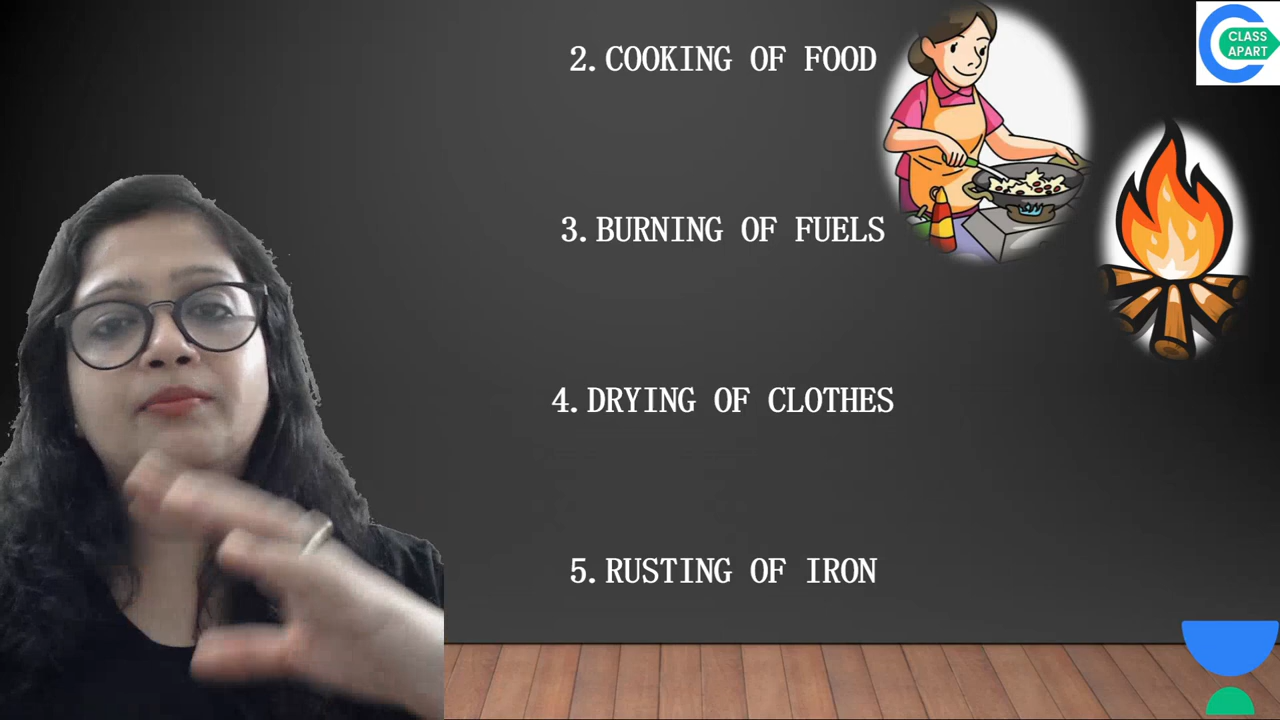 2. COOKING OF FOOD
CLASS
APART
3. BURNING OF FUELS
4. DRYING OF CLOTHES
5. RUSTING OF IRON